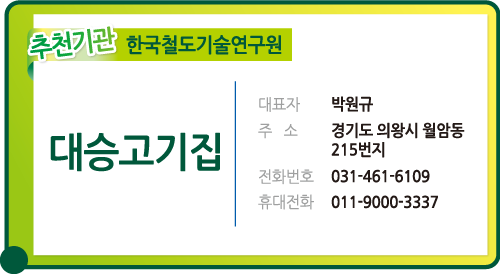 추천기관 한국철도기술연구원
대승고기집
대표자 박원규
주 소 경기도 의왕시 월암동
215번지
전화번호 031-461-6109
휴대전화 011-9000-3337